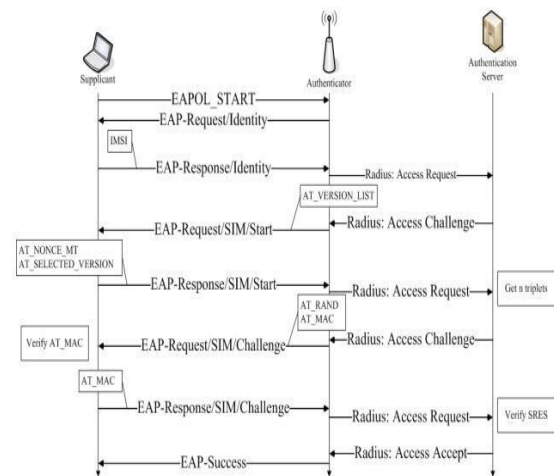 Supplicant
Authenticator
Authentication
Server
EAPOL_START
EAP-Request/Identity
IMSI
EAP-Response/Identity
Radius: Access Request
AT_VERSION_LIST
Radius: Access Challenge
EAP-Request/SIM/Start
AT_NONCE_MT
AT_SELECTED_VERSION
EAP-Response/SIM/Start
Radius: Access Request
Get n triplets
AT_RAND
AT_MAC
Radius: Access Challenge
Verify AT_MAC
EAP-Request/SIM/Challenge
AT_MAC
EAP-Response/SIM/Challenge
Radius: Access Request
Verify SRES
Radius: Access Accept
EAP-Success